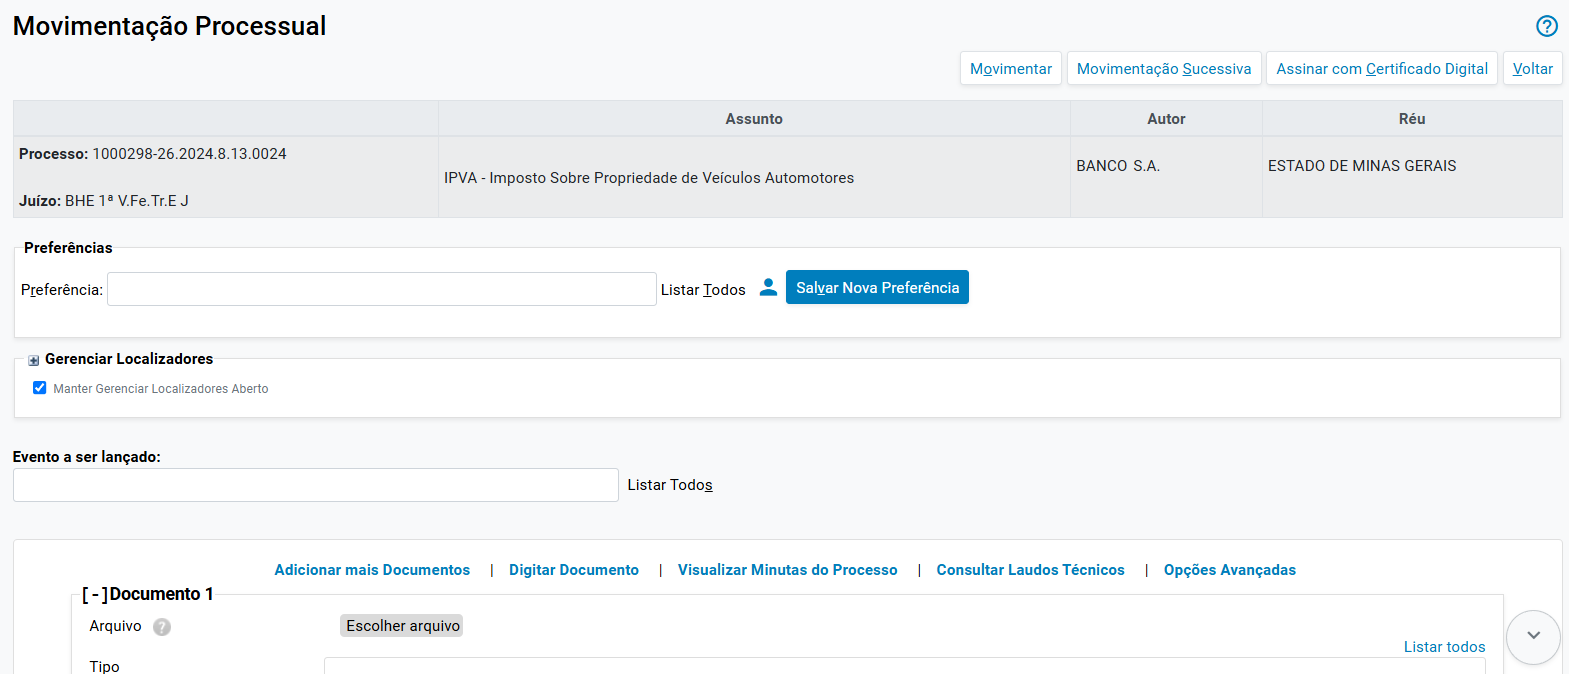 Movimentação Processual
?
Movimentar Movimentação Sucessiva Assinar com Certificado Digital Voltar
Assunto Autor Réu
Processo: 1000298-26.2024.8.13.0024
IPVA - Imposto Sobre Propriedade de Veículos Automotores
BANCO S.A.
ESTADO DE MINAS GERAIS
Juízo: BHE 1ª V.Fe.Tr.E J
Preferências
Preferência: Listar Todos Salvar Nova Preferência
Gerenciar Localizadores
Manter Gerenciar Localizadores Aberto
Evento a ser lançado:
Listar Todos
Adicionar mais Documentos | Digitar Documento | Visualizar Minutas do Processo | Consultar Laudos Técnicos | Opções Avançadas
[-]Documento 1
Arquivo ? Escolher arquivo
Listar todos
Tipo